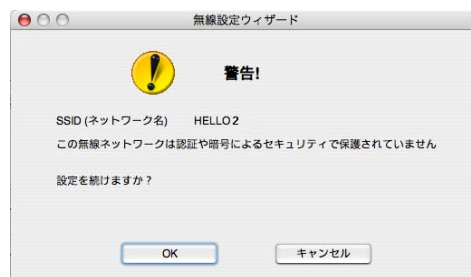 無線設定ウィザード
警告!
SSID (ネットワーク名) HELLO2
この無線ネットワークは認証や暗号によるセキュリティで保護されていません
設定を続けますか?
OK キャンセル